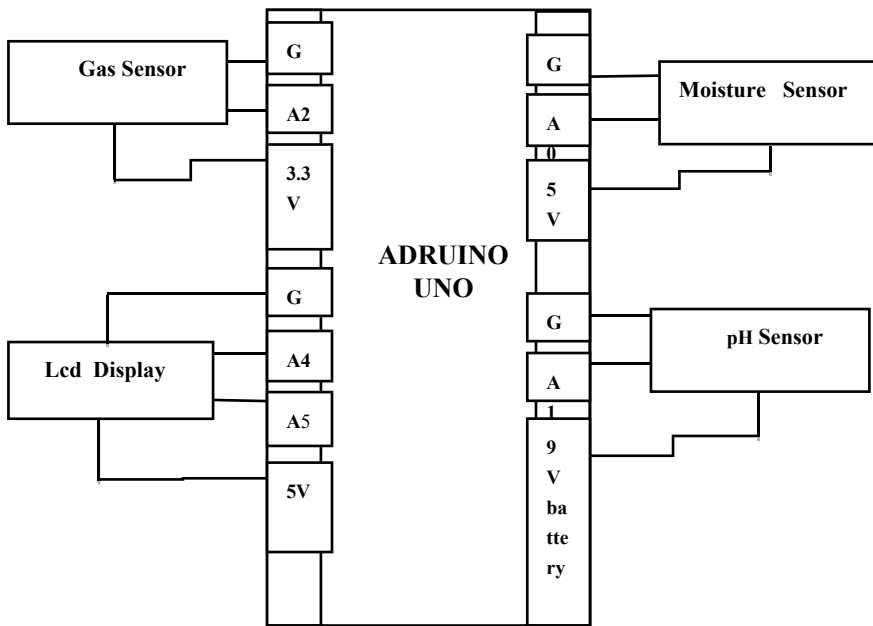 Gas Sensor
G
A2
3.3
V
G
A4
A5
5V
Lcd Display
ADRUINO
UNO
G
A
0
5
V
Moisture Sensor
G
A
1
9
V
ba
tte
ry
pH Sensor